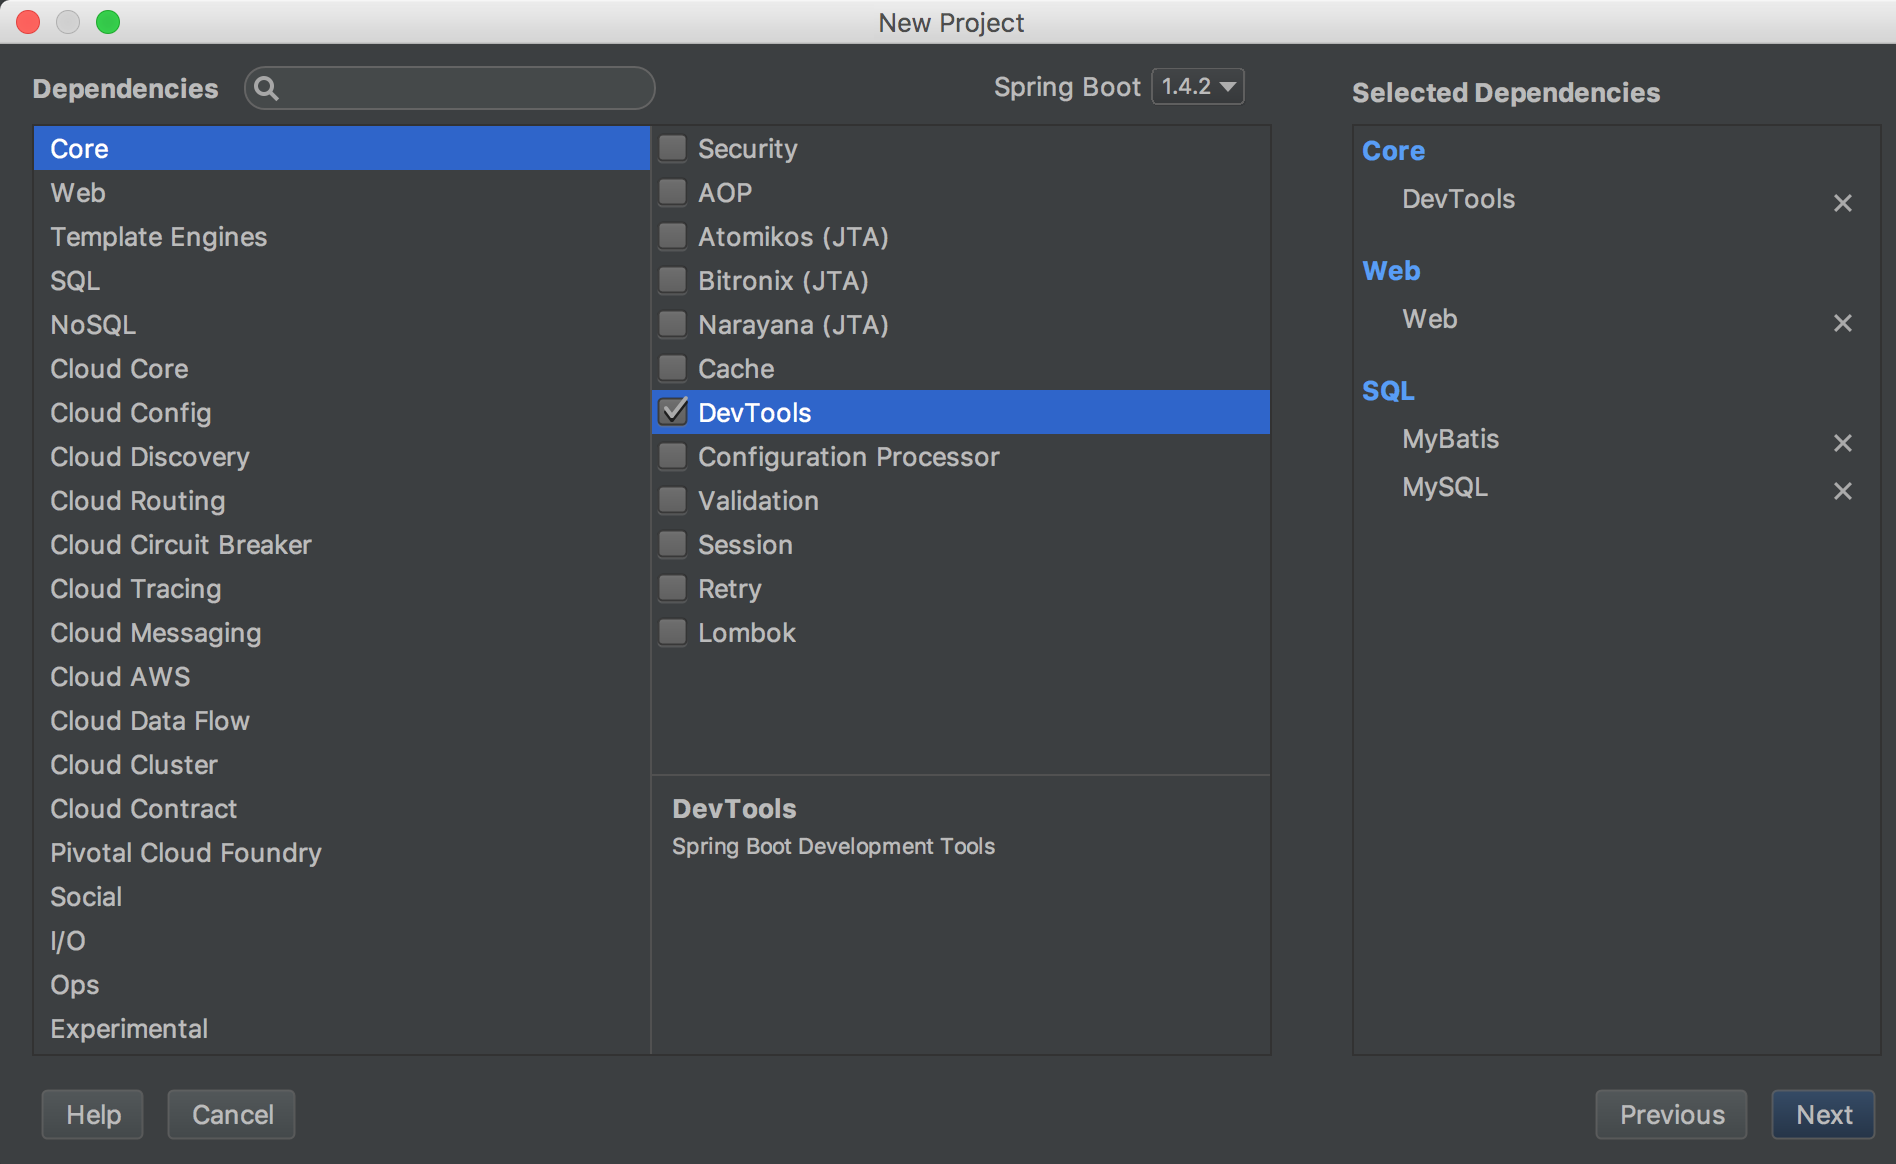 New Project
Dependencies
Spring Boot 1.4.2
Core
Web
Template Engines
SQL
NoSQL
Cloud Core
Cloud Config
Cloud Discovery
Cloud Routing
Cloud Circuit Breaker
Cloud Tracing
Cloud Messaging
Cloud AWS
Cloud Data Flow
Cloud Cluster
Cloud Contract
Pivotal Cloud Foundry
Social
I/O
Ops
Experimental
Security
AOP
Atomikos (JTA)
Bitronix (JTA)
Narayana (JTA)
Cache
DevTools
Configuration Processor
Validation
Session
Retry
Lombok
DevTools
Spring Boot Development Tools
Selected Dependencies
Core
DevTools
Web
Web
SQL
MyBatis
MySQL
Help
Cancel
Previous
Next